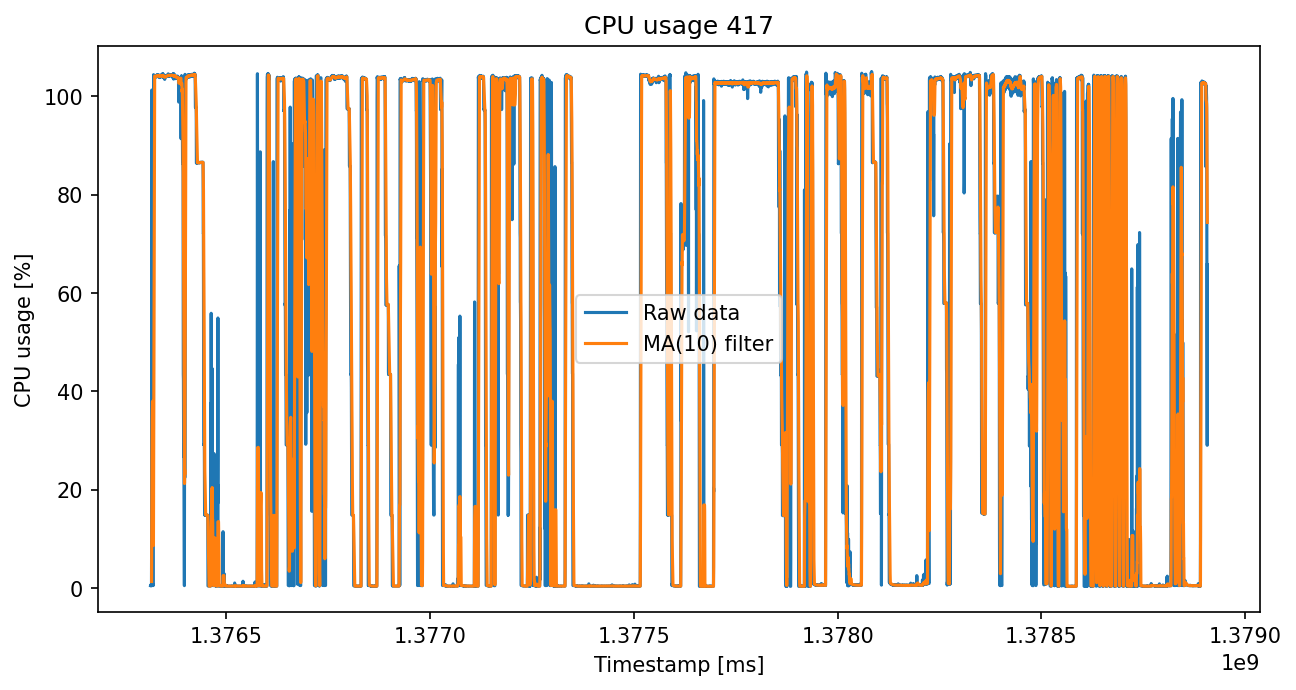 CPU usage 417
CPU usage [%]
100
80
60
40
20
0
Raw data
MA(10) filter
1.3765 1.3770 1.3775 1.3780 1.3785 1.3790
1e9
Timestamp [ms]